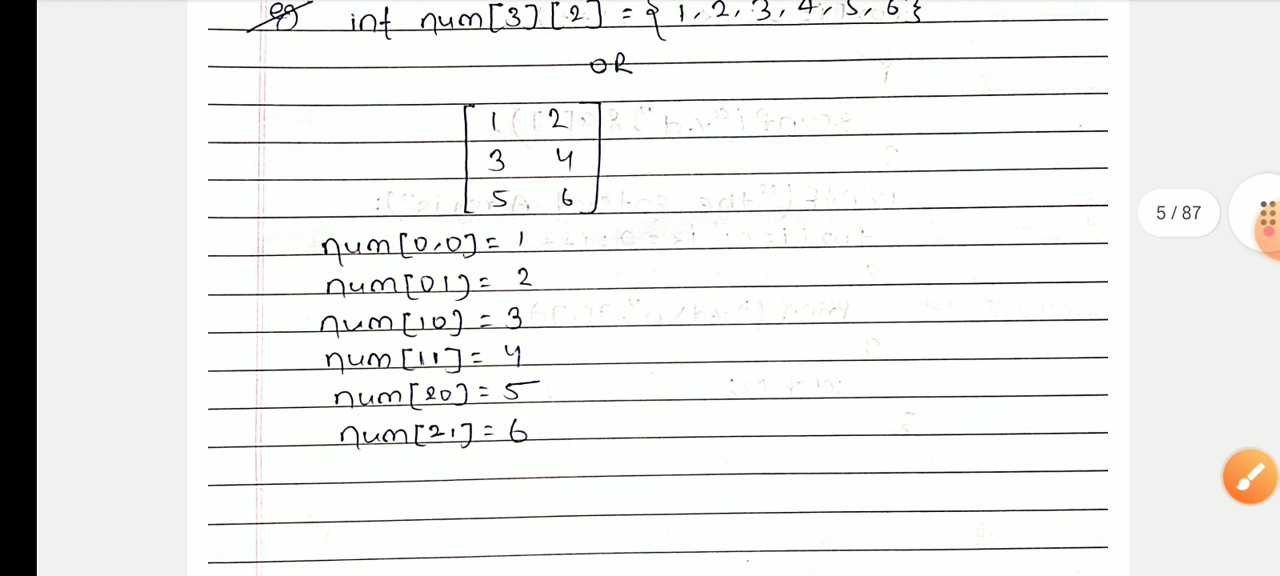 eg int num[3][2] = { 1, 2, 3, 4, 5, 6 }
OR
1 2
3 4
5 6
num[0,0] = 1
num[01] = 2
num[10] = 3
num[11] = 4
num[20] = 5
num[21] = 6
5 / 87